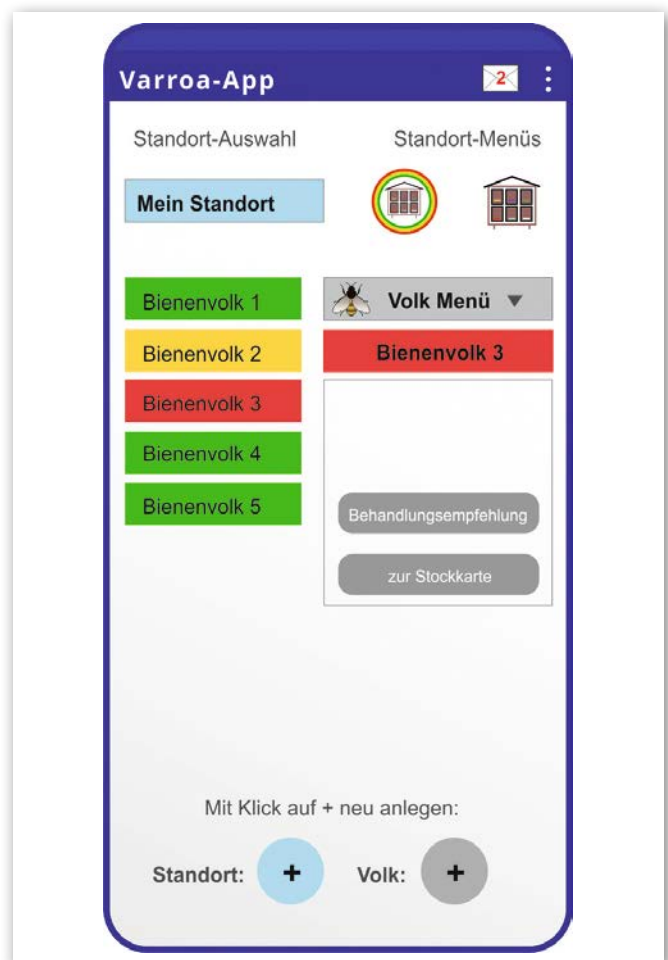 Varroa-App
2
Standort-Auswahl
Standort-Menüs
Mein Standort
Bienenvolk 1
Volk Menü
Bienenvolk 2
Bienenvolk 3
Bienenvolk 3
Bienenvolk 4
Bienenvolk 5
Behandlungsempfehlung
zur Stockkarte
Mit Klick auf + neu anlegen:
Standort: +
Volk: +